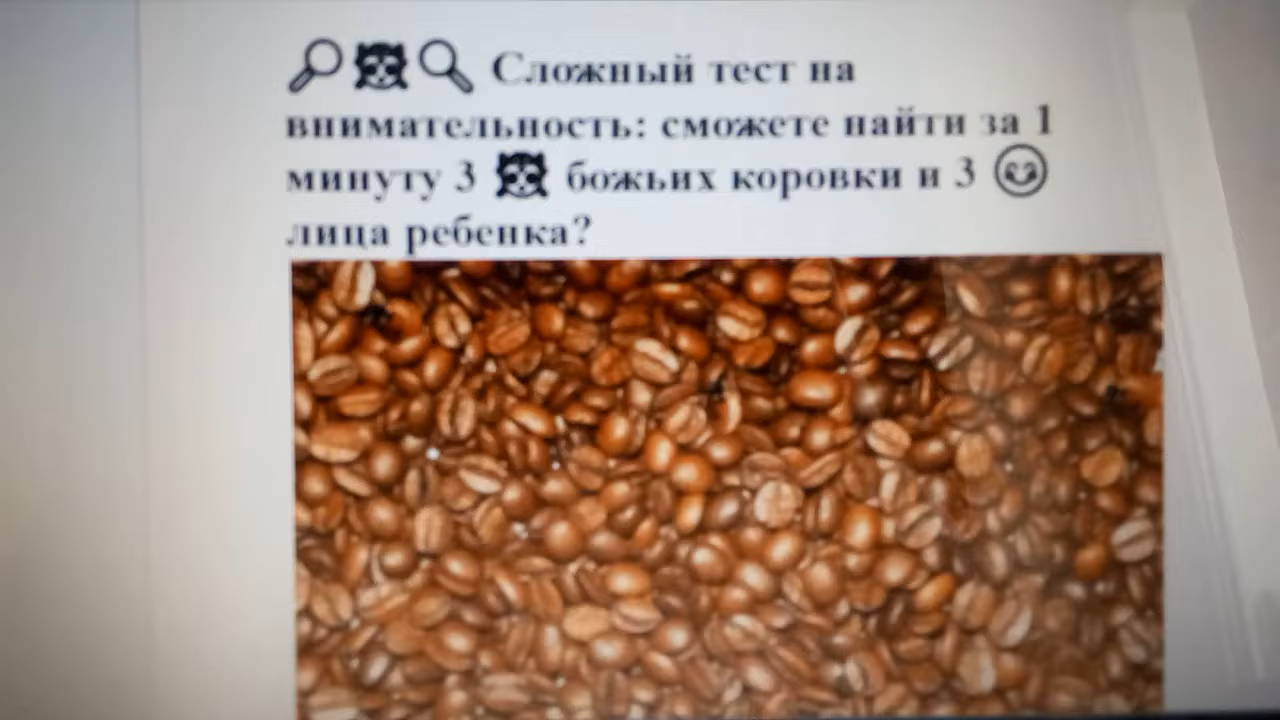 Сложный тест на
внимательность: сможете найти за 1
минуту 3 божьих коровки и 3
лица ребенка?